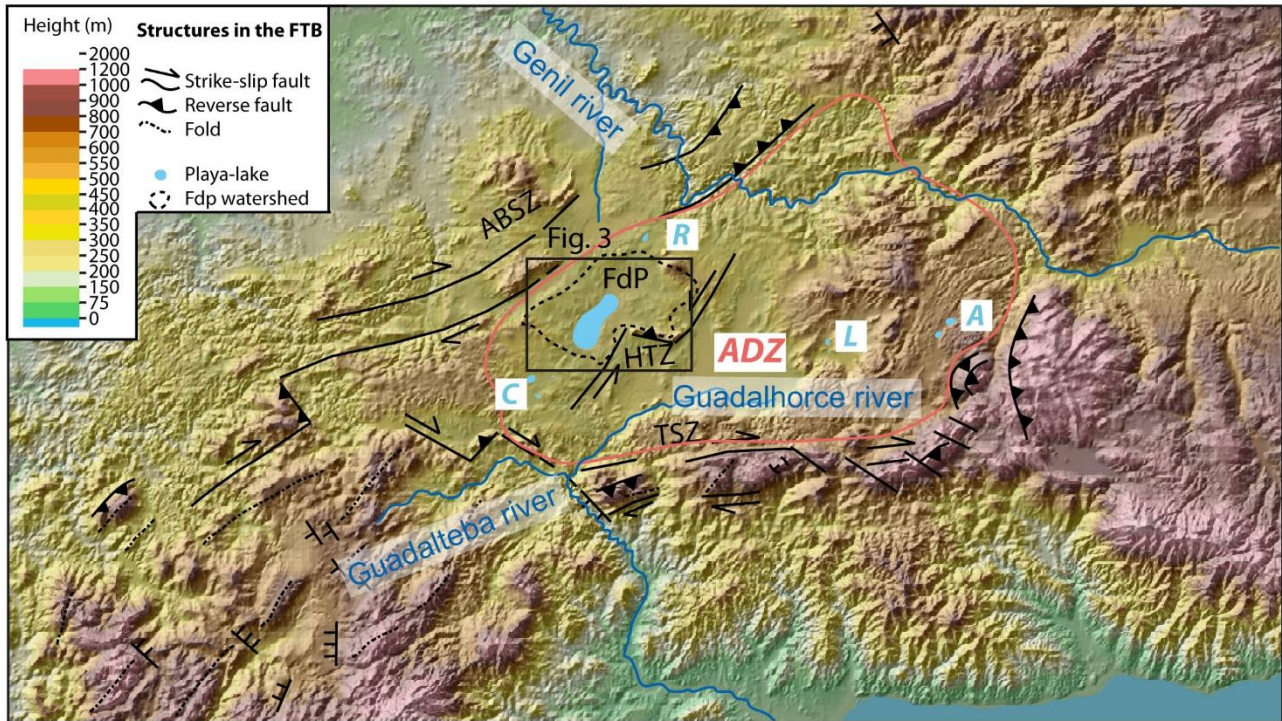 Height (m)
Structures in the FTB
2000
1200
900
800
700
600
550
500
450
400
350
300
250
200
150
75
0
Strike-slip fault
Reverse fault
Fold
Playa-lake
Fdp watershed
Genil river
ABSZ
Fig. 3
R
FdP
HTZ
ADZ
L
A
C
Guadalhorce river
TSZ
Guadalteba river